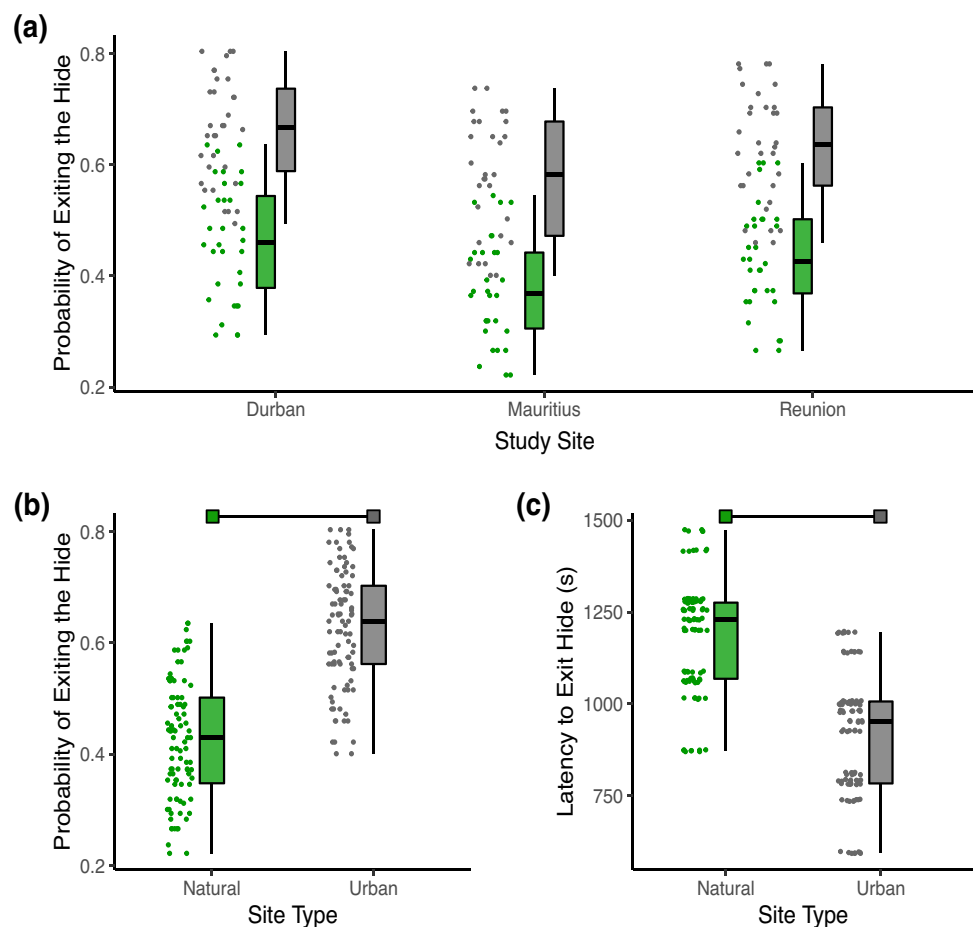 (a)
Probability of Exiting the Hide
0.8
0.6
0.4
0.2
Durban
Mauritius
Reunion
Study Site
(b)
Probability of Exiting the Hide
0.8
0.6
0.4
0.2
Natural
Urban
Site Type
(c)
Latency to Exit Hide (s)
1500
1250
1000
750
Natural
Urban
Site Type